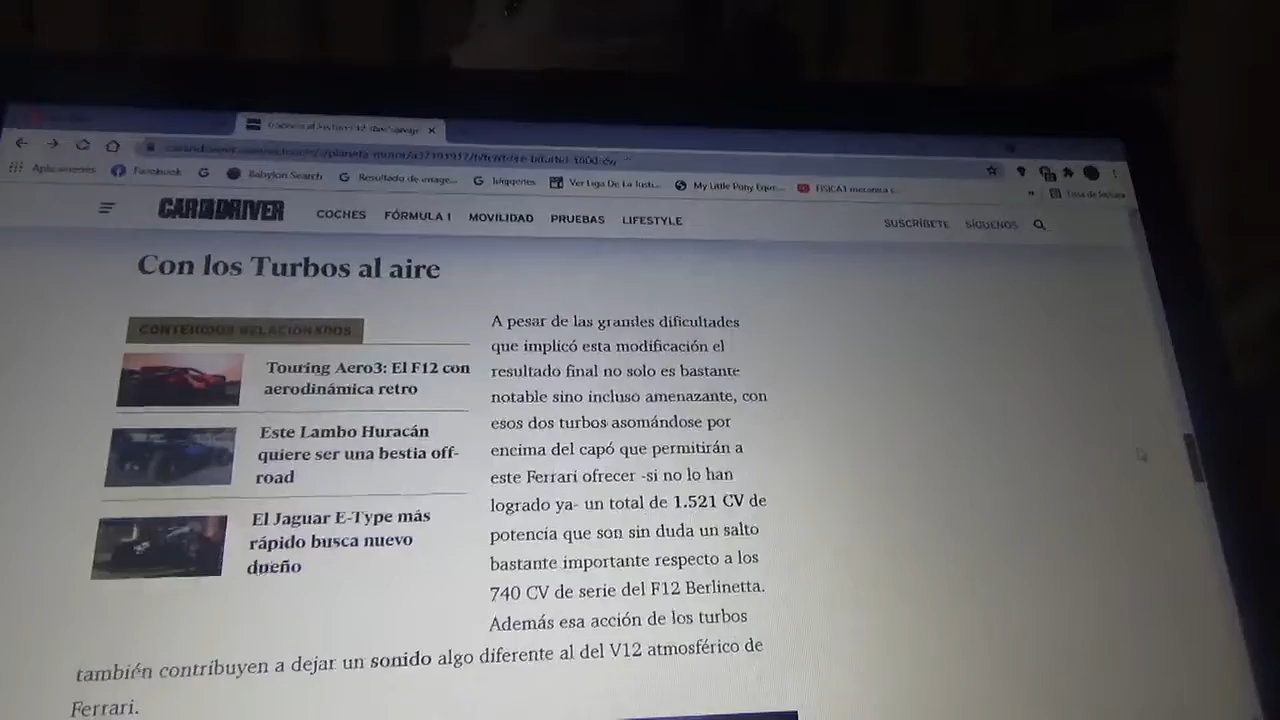 Aplicaciones Facebook G Babylon Search Resultado de image... Imágenes Ver Liga De La Justi... My Little Pony Eque... FISICA1 mecanica c
Lista de lectura
CAR AND DRIVER COCHES FÓRMULA 1 MOVILIDAD PRUEBAS LIFESTYLE SUSCRÍBETE SÍGUENOS
Con los Turbos al aire
CONTENIDOS RELACIONADOS
Touring Aero3: El F12 con
aerodinámica retro
Este Lambo Huracán
quiere ser una bestia off-
road
El Jaguar E-Type más
rápido busca nuevo
dueño
A pesar de las grandes dificultades
que implicó esta modificación el
resultado final no solo es bastante
notable sino incluso amenazante, con
esos dos turbos asomándose por
encima del capó que permitirán a
este Ferrari ofrecer -si no lo han
logrado ya- un total de 1.521 CV de
potencia que son sin duda un salto
bastante importante respecto a los
740 CV de serie del F12 Berlinetta.
Además esa acción de los turbos
también contribuyen a dejar un sonido algo diferente al del V12 atmosférico de
Ferrari.